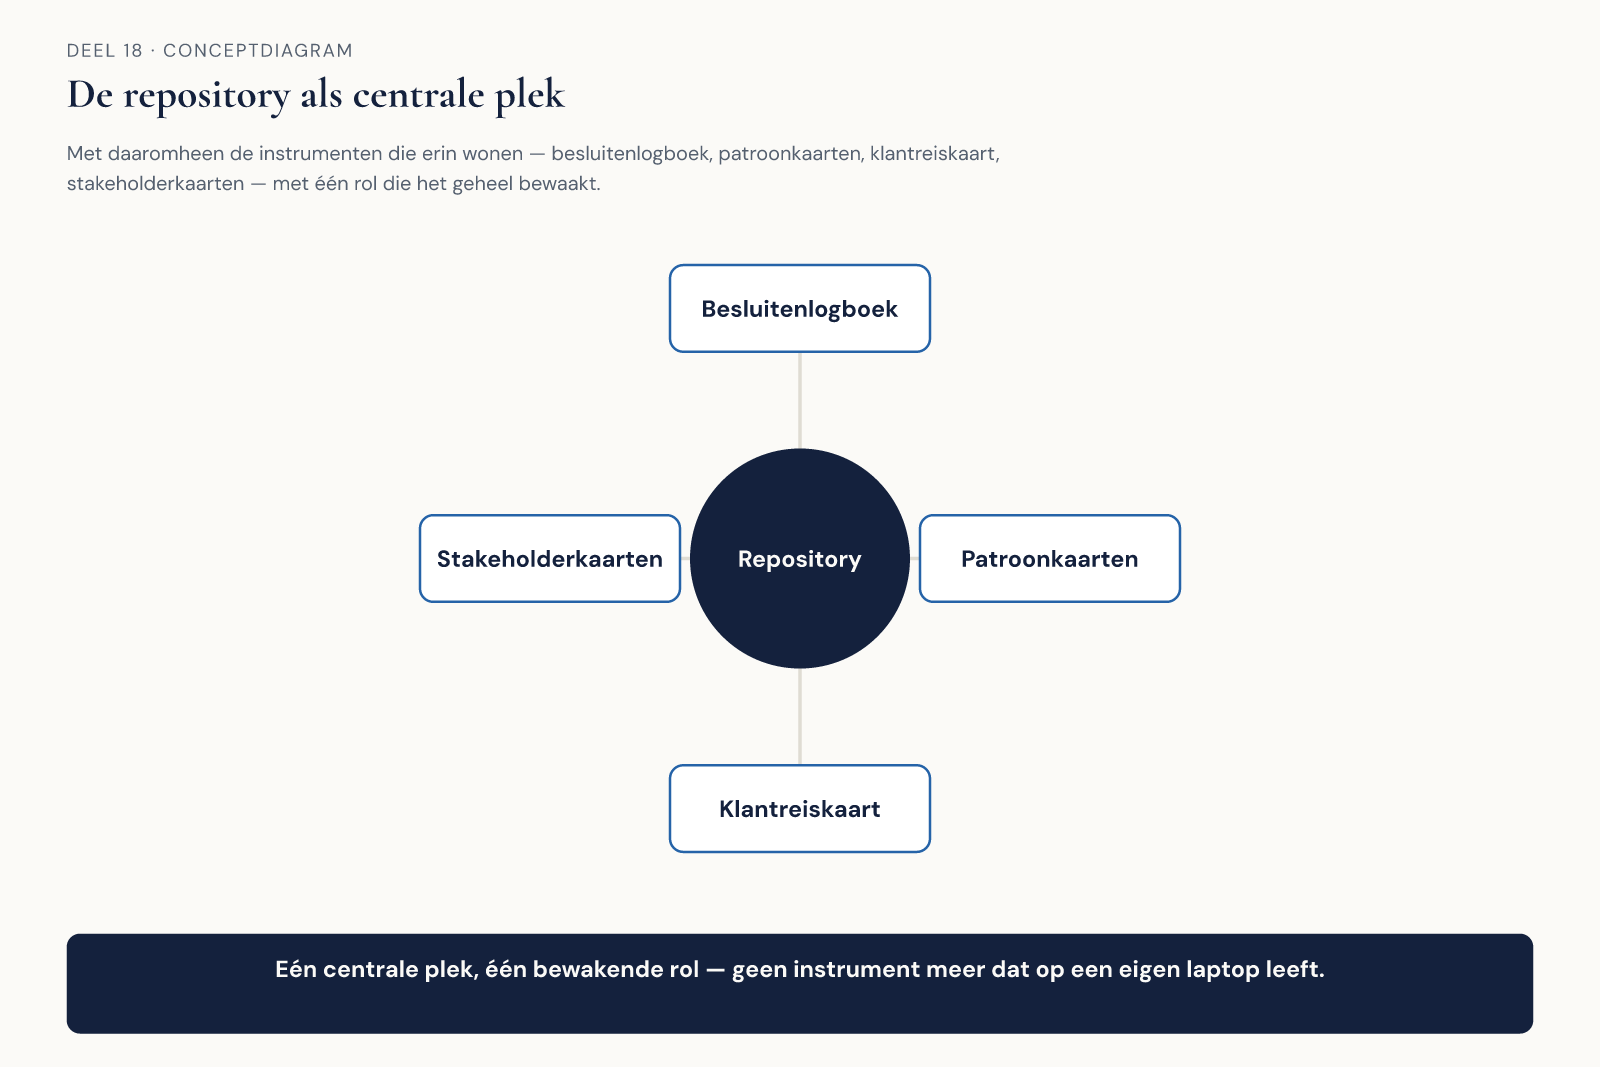 DEEL 18 · CONCEPTDIAGRAM
De repository als centrale plek
Met daaromheen de instrumenten die erin wonen — besluitenlogboek, patroonkaarten, klantreiskaart,
stakeholderkaarten — met één rol die het geheel bewaakt.
Besluitenlogboek
Stakeholderkaarten
Repository
Patroonkaarten
Klantreiskaart
Eén centrale plek, één bewakende rol — geen instrument meer dat op een eigen laptop leeft.